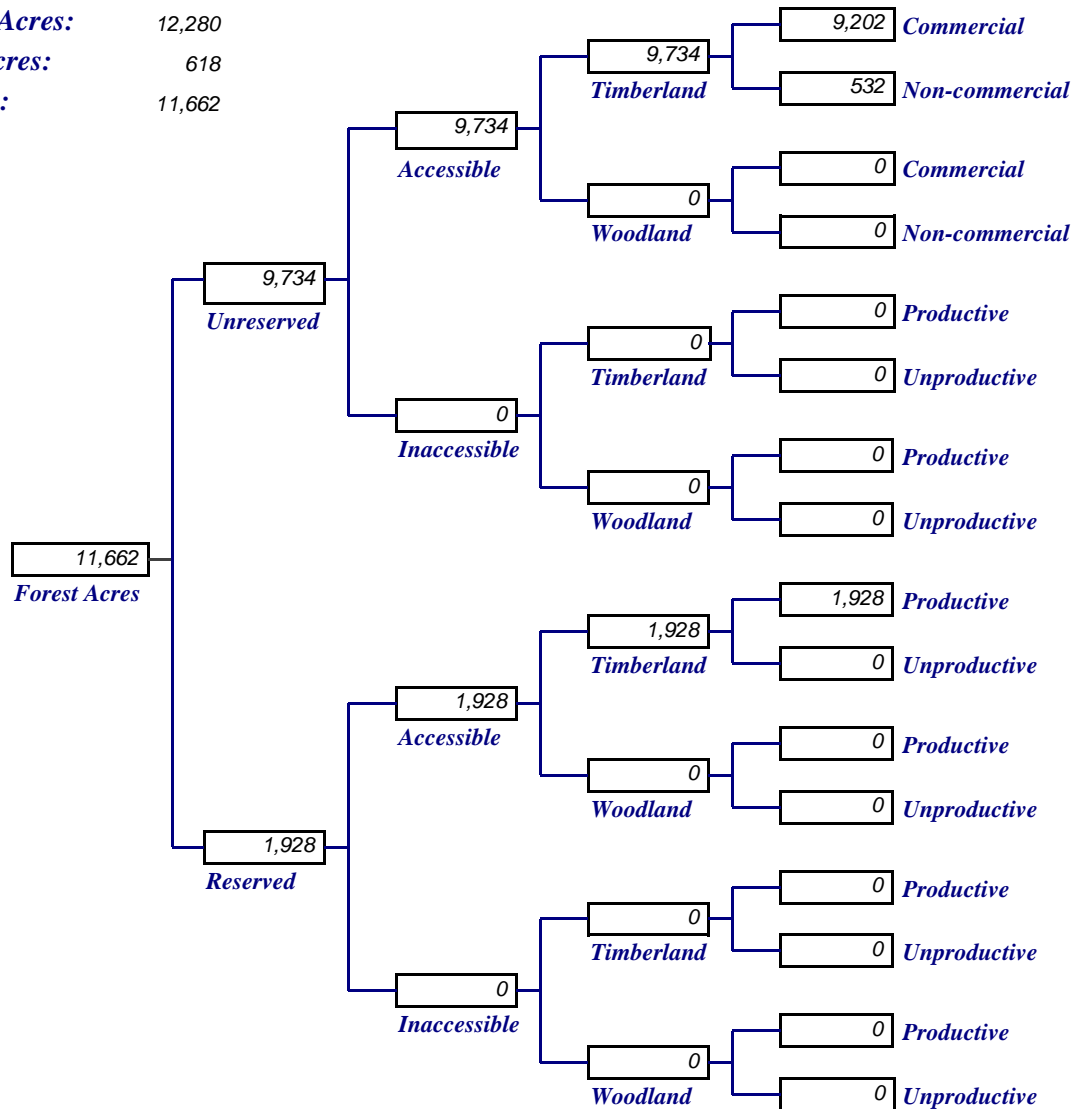 Acres: 12,280
cres: 618
: 11,662
9,202 Commercial
9,734
Timberland
532 Non-commercial
9,734
Accessible
0 Commercial
0
Woodland
0 Non-commercial
9,734
Unreserved
0 Productive
0
Timberland
0 Unproductive
0
Inaccessible
0 Productive
0
Woodland
0 Unproductive
11,662
Forest Acres
1,928 Productive
1,928
Timberland
0 Unproductive
1,928
Accessible
0 Productive
0
Woodland
0 Unproductive
1,928
Reserved
0 Productive
0
Timberland
0 Unproductive
0
Inaccessible
0 Productive
0
Woodland
0 Unproductive